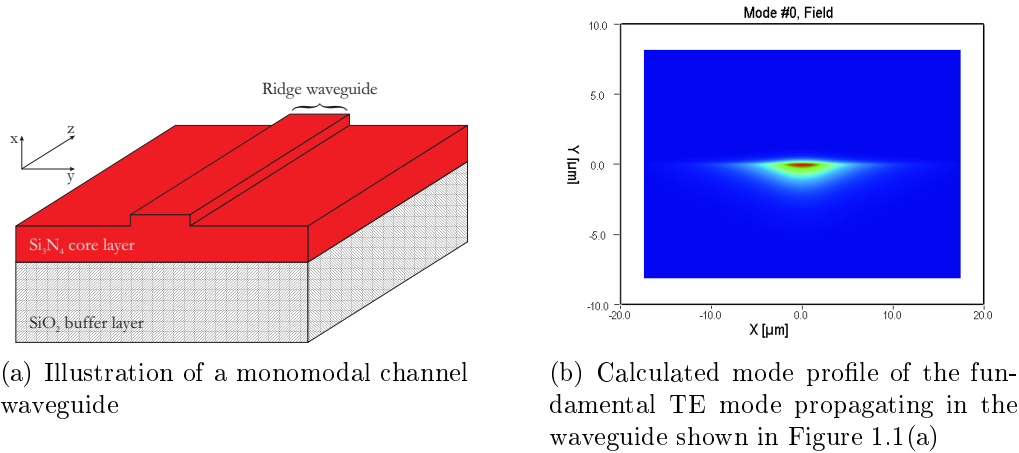 Ridge waveguide
x
z
y
Si₃N₄ core layer
SiO₂ buffer layer
(a) Illustration of a monomodal channel
waveguide
Mode #0, Field
10.0
5.0
0.0
-5.0
-10.0
Y [µm]
-20.0 -10.0 0.0 10.0 20.0
X [µm]
(b) Calculated mode profile of the fun-
damental TE mode propagating in the
waveguide shown in Figure 1.1(a)